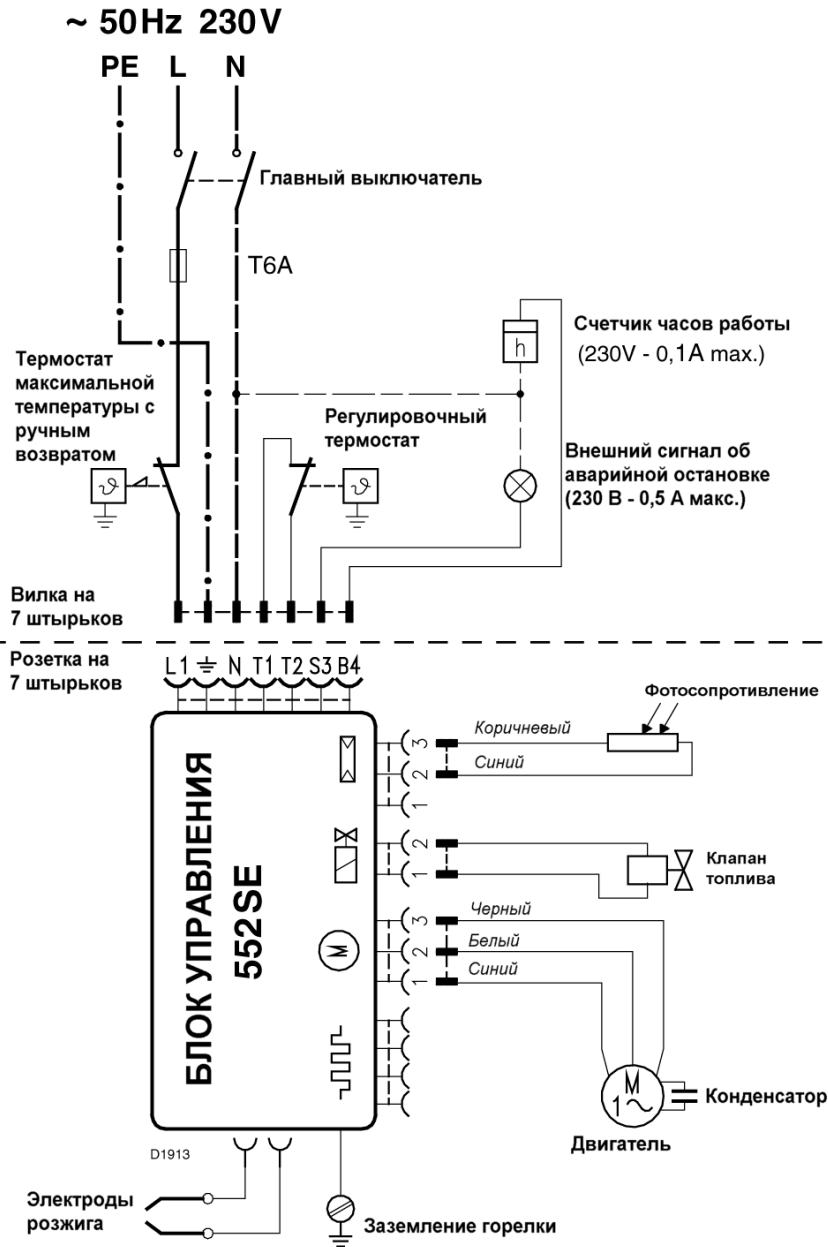 ~ 50Hz 230V
PE L N
Главный выключатель
T6A
Счетчик часов работы
(230V - 0,1A max.)
h
Термостат
максимальной
температуры с
ручным
возвратом
Регулировочный
термостат
Внешний сигнал об
аварийной остановке
(230 В - 0,5 А макс.)
ϑ
ϑ
Вилка на
7 штырьков
Розетка на
7 штырьков
L1 N T1 T2 S3 B4
Фотосопротивление
Коричневый
3
Синий
2
1
2
1
Клапан
топлива
Черный
3
Белый
2
Синий
1
M
БЛОК УПРАВЛЕНИЯ
552SE
M
1~
Конденсатор
Двигатель
D1913
Электроды
розжига
Заземление горелки